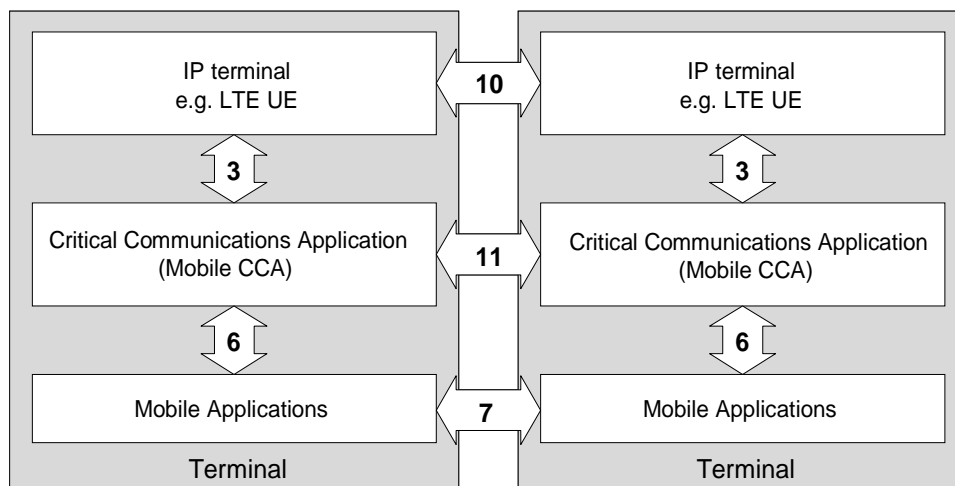 IP terminal
e.g. LTE UE
10
IP terminal
e.g. LTE UE
3
3
Critical Communications Application
(Mobile CCA)
11
Critical Communications Application
(Mobile CCA)
6
6
Mobile Applications
7
Mobile Applications
Terminal
Terminal